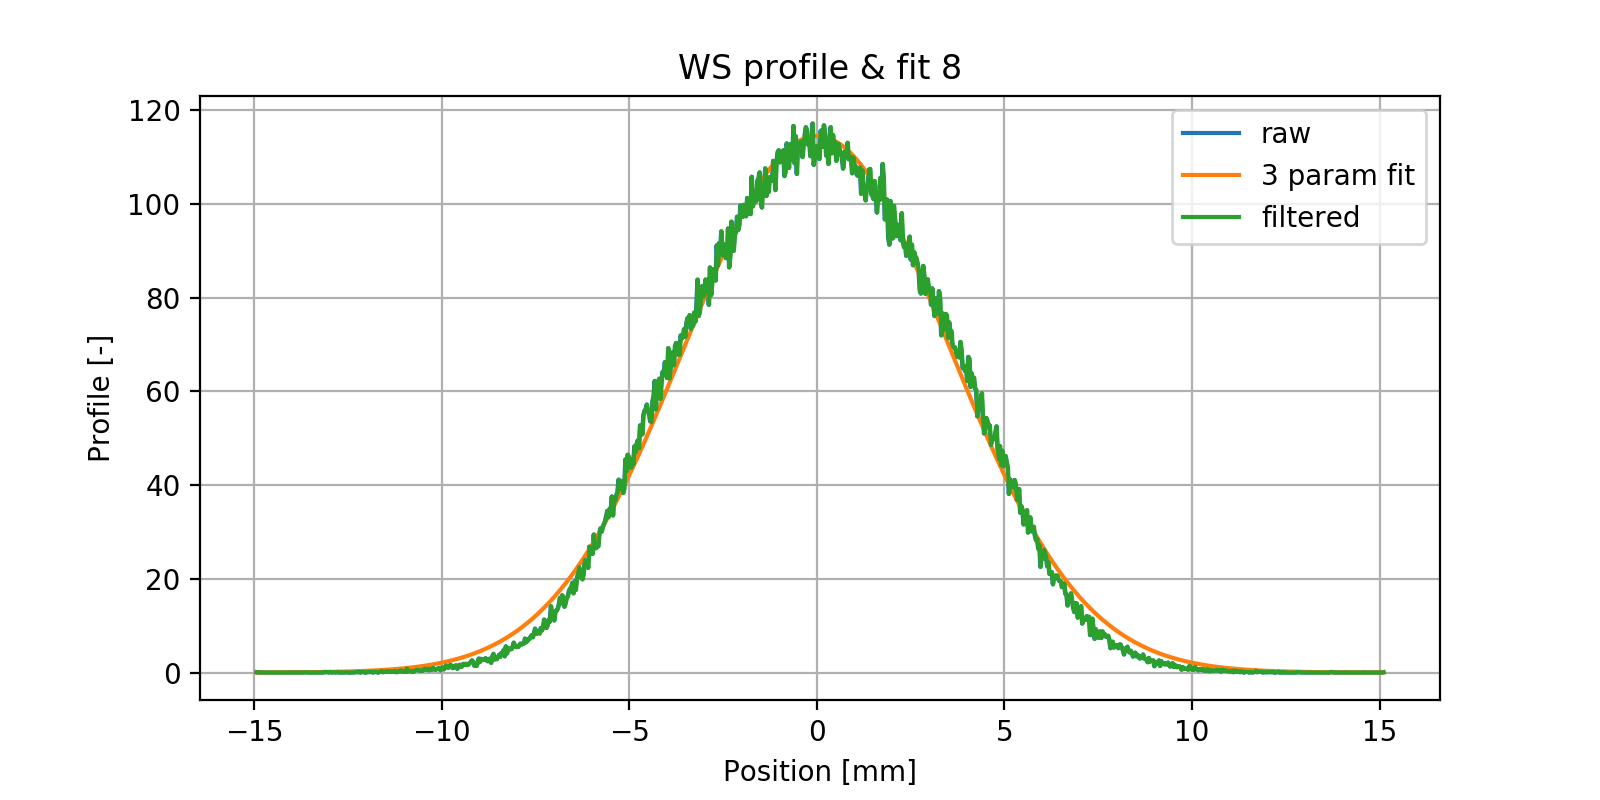 WS profile & fit 8
raw
3 param fit
filtered
120
100
80
60
40
20
0
Profile [-]
−15 −10 −5 0 5 10 15
Position [mm]